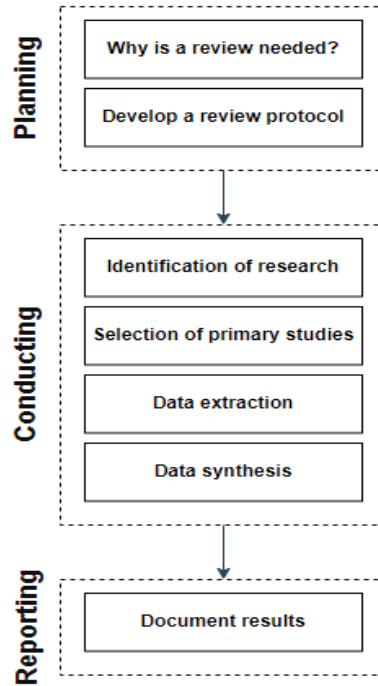 Planning
Why is a review needed?
Develop a review protocol
Conducting
Identification of research
Selection of primary studies
Data extraction
Data synthesis
Reporting
Document results